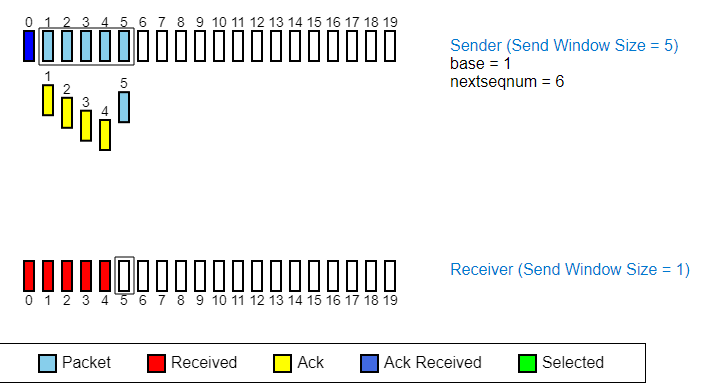 0 1 2 3 4 5 6 7 8 9 10 11 12 13 14 15 16 17 18 19
Sender (Send Window Size = 5)
base = 1
nextseqnum = 6
1
2
3
4
5
Receiver (Send Window Size = 1)
0 1 2 3 4 5 6 7 8 9 10 11 12 13 14 15 16 17 18 19
Packet Received Ack Ack Received Selected